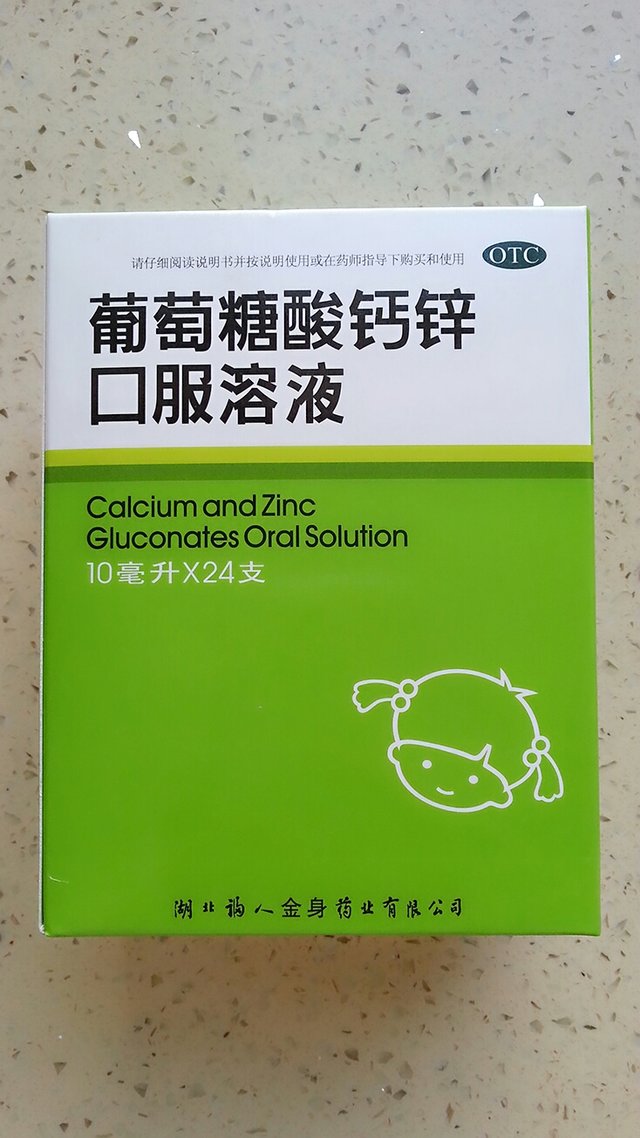 请仔细阅读说明书并按说明使用或在药师指导下购买和使用
OTC
葡萄糖酸钙锌
口服溶液
Calcium and Zinc
Gluconates Oral Solution
10毫升X24支
湖北福人金身药业有限公司